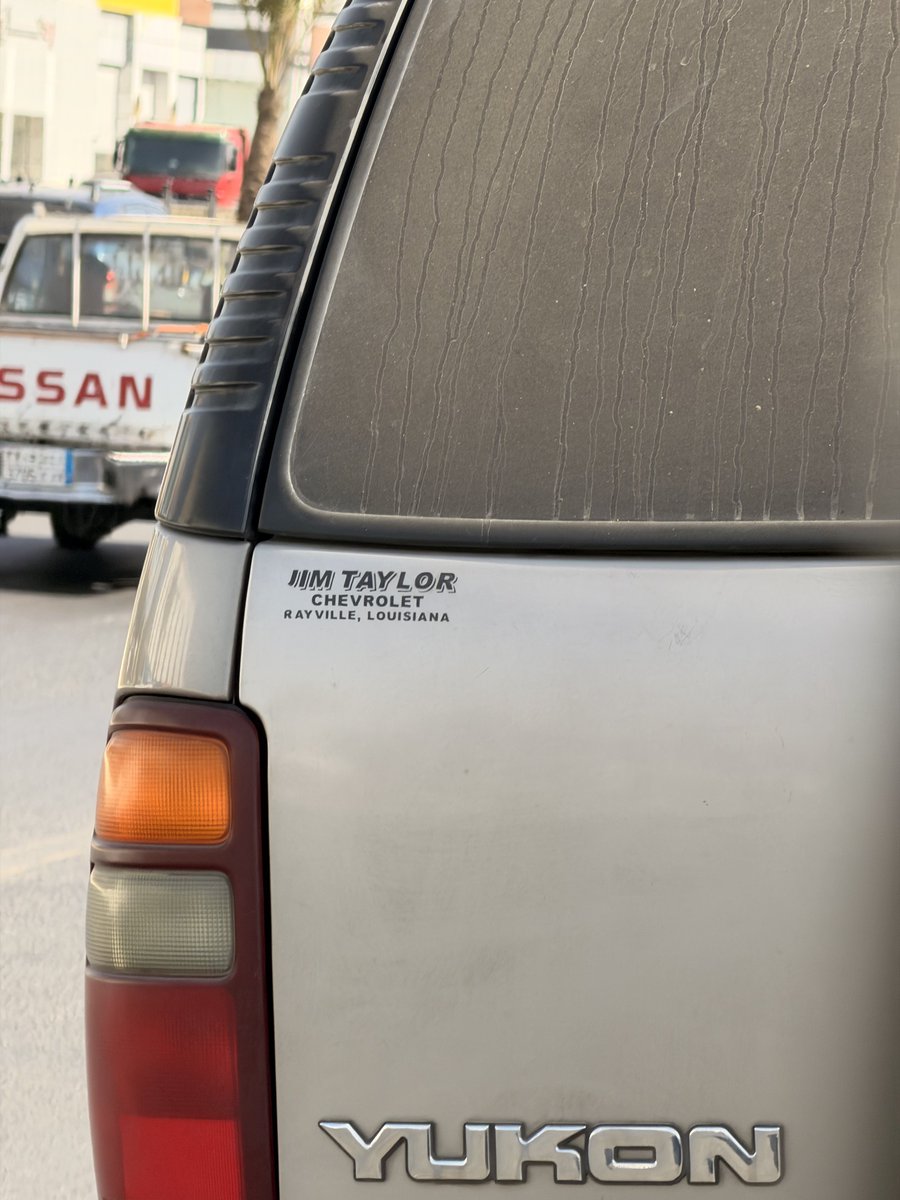 SSAN
JIM TAYLOR
CHEVROLET
RAYVILLE, LOUISIANA
YUKON